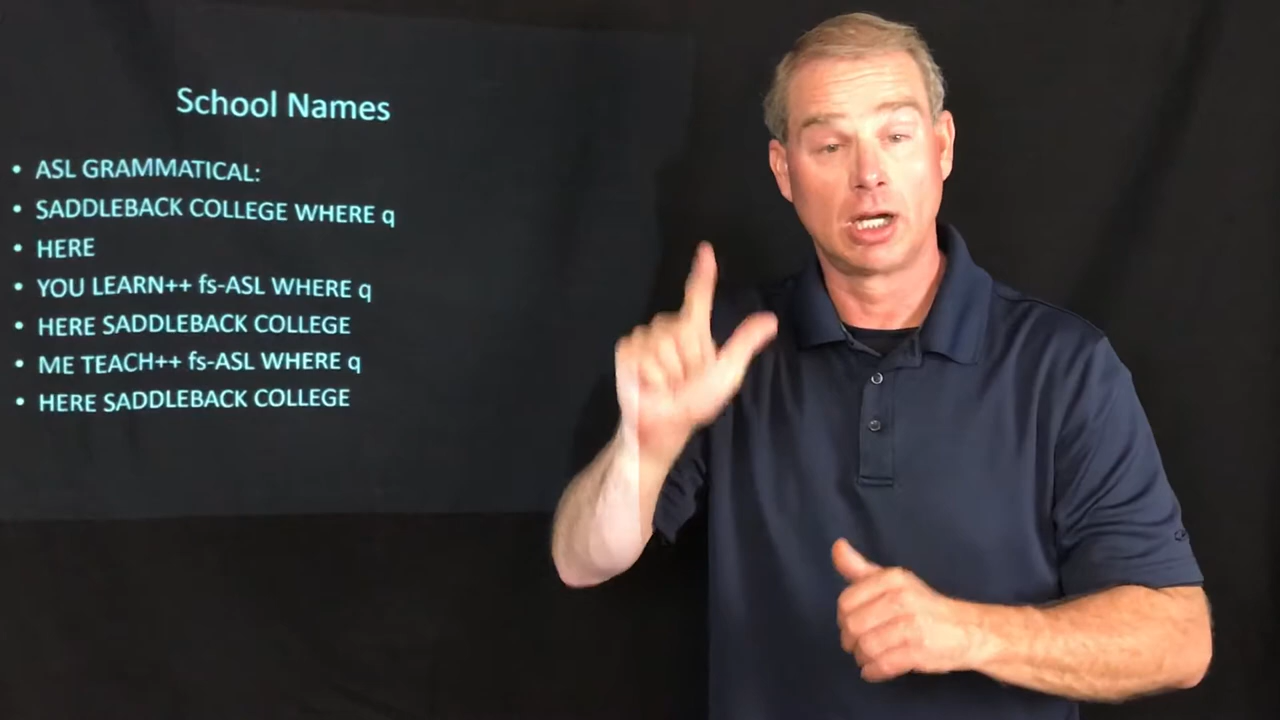 School Names
• ASL GRAMMATICAL:
• SADDLEBACK COLLEGE WHERE q
• HERE
• YOU LEARN++ fs-ASL WHERE q
• HERE SADDLEBACK COLLEGE
• ME TEACH++ fs-ASL WHERE q
• HERE SADDLEBACK COLLEGE